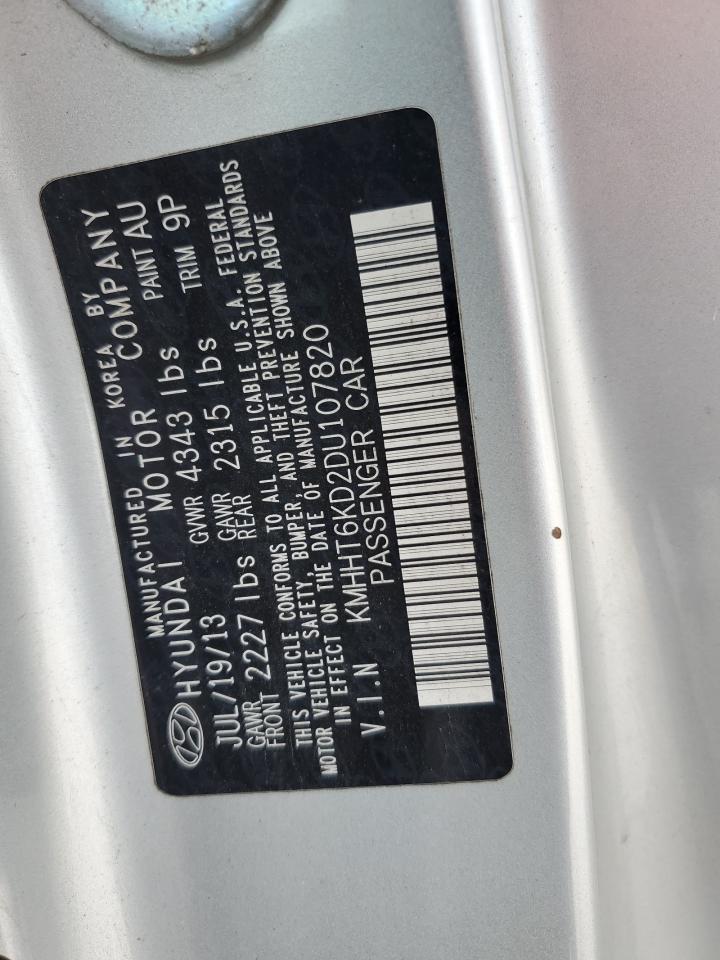 MANUFACTURED IN KOREA BY
HYUNDAI MOTOR COMPANY
JUL/19/13 GVWR 4343 lbs PAINT AU
GAWR FRONT 2227 lbs GAWR REAR 2315 lbs TRIM 9P
THIS VEHICLE CONFORMS TO ALL APPLICABLE U.S.A. FEDERAL
MOTOR VEHICLE SAFETY, BUMPER, AND THEFT PREVENTION STANDARDS
IN EFFECT ON THE DATE OF MANUFACTURE SHOWN ABOVE
V.I.N KMHHT6KD2DU107820
PASSENGER CAR